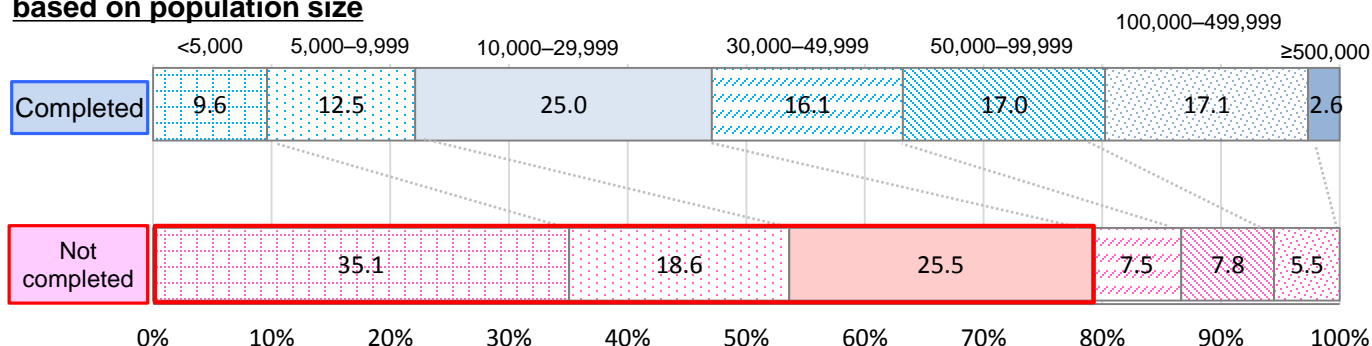 based on population size
100,000–499,999
<5,000 5,000–9,999 10,000–29,999 30,000–49,999 50,000–99,999
≥500,000
Completed 9.6 12.5 25.0 16.1 17.0 17.1 2.6
Not
completed
35.1 18.6 25.5 7.5 7.8 5.5
0% 10% 20% 30% 40% 50% 60% 70% 80% 90% 100%